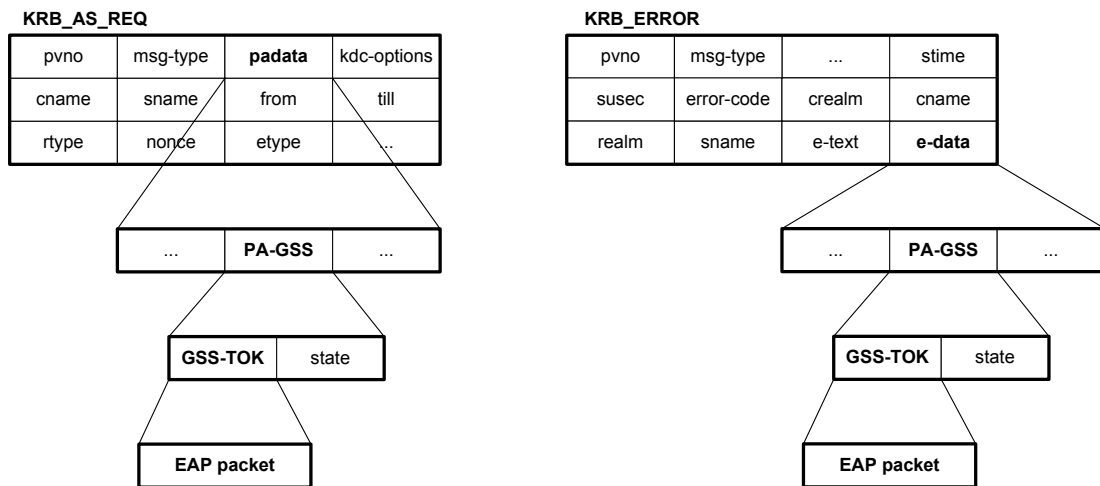 KRB_AS_REQ
pvno msg-type padata kdc-options
cname sname from till
rtype nonce etype ...
... PA-GSS ...
GSS-TOK state
EAP packet
KRB_ERROR
pvno msg-type ... stime
susec error-code crealm cname
realm sname e-text e-data
... PA-GSS ...
GSS-TOK state
EAP packet